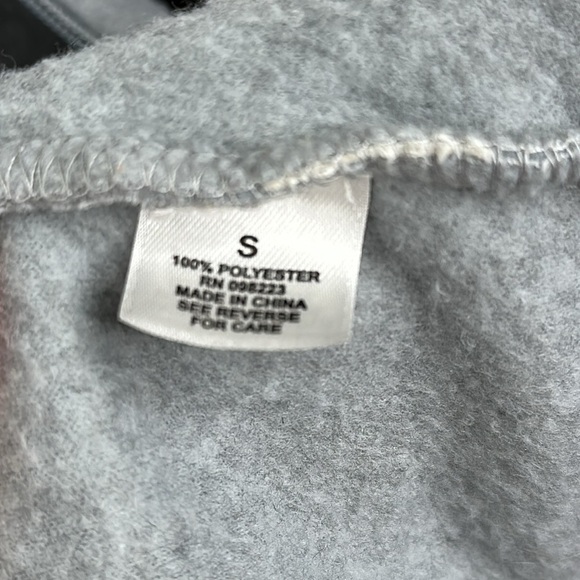 S
100% POLYESTER
RN 098223
MADE IN CHINA
SEE REVERSE
FOR CARE